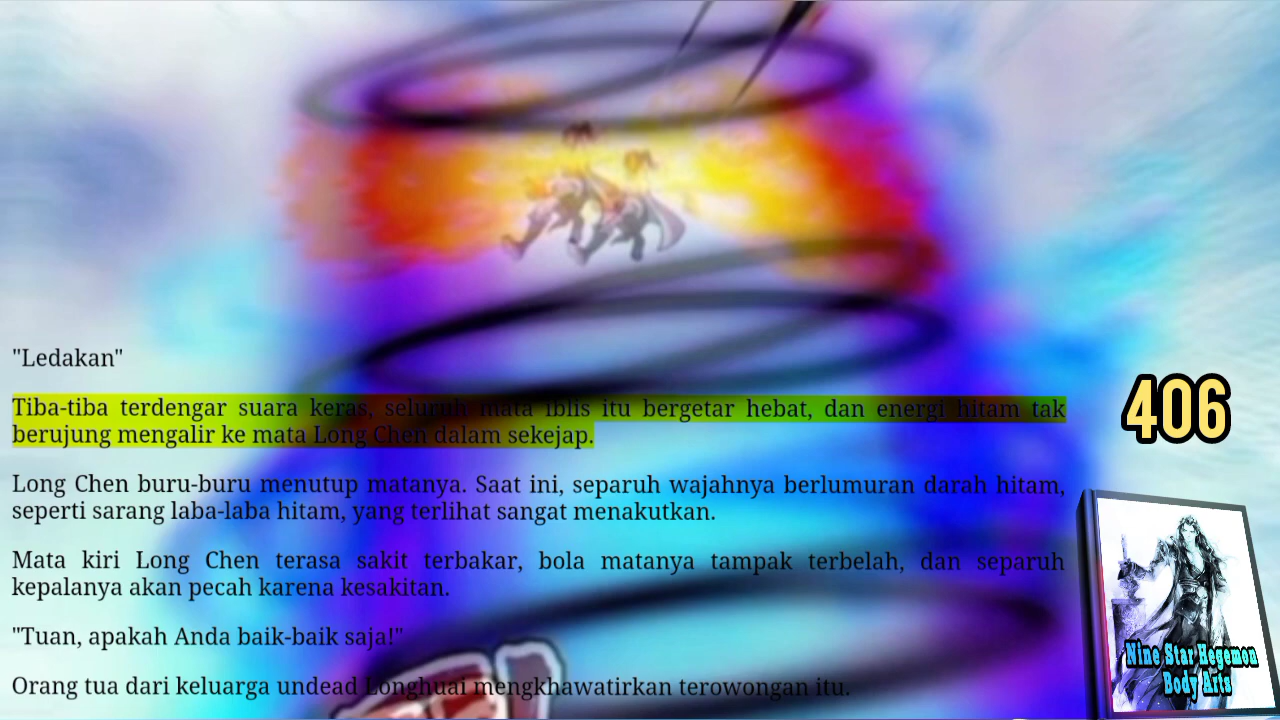 "Ledakan"
Tiba-tiba terdengar suara keras, seluruh mata iblis itu bergetar hebat, dan energi hitam tak
berujung mengalir ke mata Long Chen dalam sekejap.
Long Chen buru-buru menutup matanya. Saat ini, separuh wajahnya berlumuran darah hitam,
seperti sarang laba-laba hitam, yang terlihat sangat menakutkan.
Mata kiri Long Chen terasa sakit terbakar, bola matanya tampak terbelah, dan separuh
kepalanya akan pecah karena kesakitan.
"Tuan, apakah Anda baik-baik saja!"
Orang tua dari keluarga undead Longhuai mengkhawatirkan terowongan itu.
406
Nine Star Hegemon
Body Arts